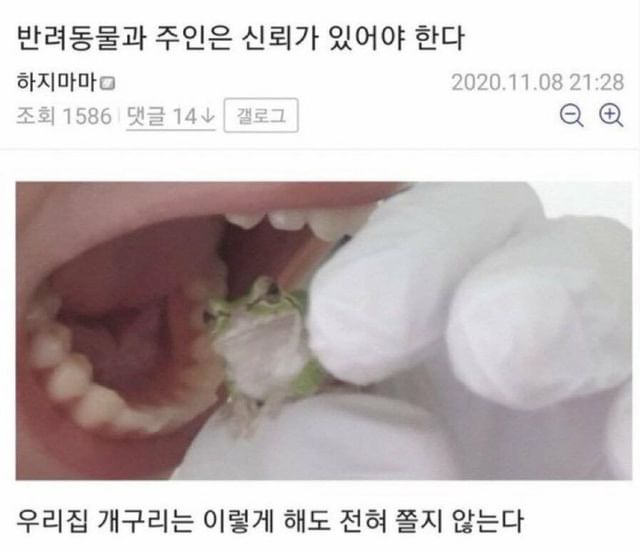 반려동물과 주인은 신뢰가 있어야 한다
하지마마
2020.11.08 21:28
조회 1586 댓글 14↓ 갤로그
우리집 개구리는 이렇게 해도 전혀 쫄지 않는다